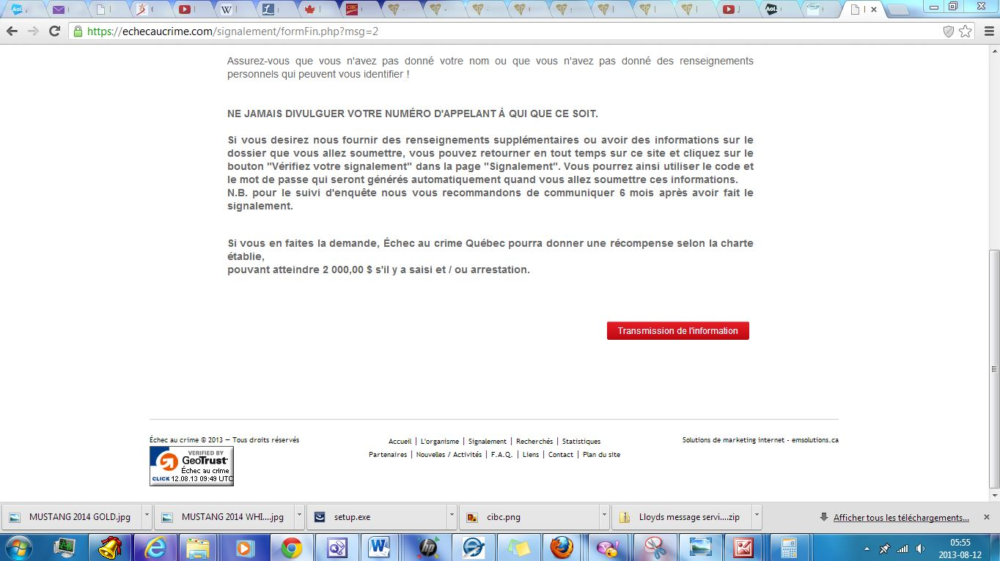 https://echecaucrime.com/signalement/formFin.php?msg=2
Assurez-vous que vous n'avez pas donné votre nom ou que vous n'avez pas donné des renseignements
personnels qui peuvent vous identifier !
NE JAMAIS DIVULGUER VOTRE NUMÉRO D'APPELANT À QUI QUE CE SOIT.
Si vous desirez nous fournir des renseignements supplémentaires ou avoir des informations sur le
dossier que vous allez soumettre, vous pouvez retourner en tout temps sur ce site et cliquez sur le
bouton "Vérifiez votre signalement" dans la page "Signalement". Vous pourrez ainsi utiliser le code et
le mot de passe qui seront générés automatiquement quand vous allez soumettre ces informations.
N.B. pour le suivi d'enquête nous vous recommandons de communiquer 6 mois après avoir fait le
signalement.
Si vous en faites la demande, Échec au crime Québec pourra donner une récompense selon la charte
établie,
pouvant atteindre 2 000,00 $ s'il y a saisi et / ou arrestation.
Transmission de l'information
Échec au crime © 2013 — Tous droits réservés
Accueil | L'organisme | Signalement | Recherchés | Statistiques
Solutions de marketing internet - emsolutions.ca
Partenaires | Nouvelles / Activités | F.A.Q. | Liens | Contact | Plan du site
VERIFIED BY
GeoTrust
Échec au crime
CLICK 12.08.13 09:49 UTC
MUSTANG 2014 GOLD.jpg
MUSTANG 2014 WHI....jpg
setup.exe
cibc.png
Lloyds message servi....zip
Afficher tous les téléchargements...
05:55
2013-08-12